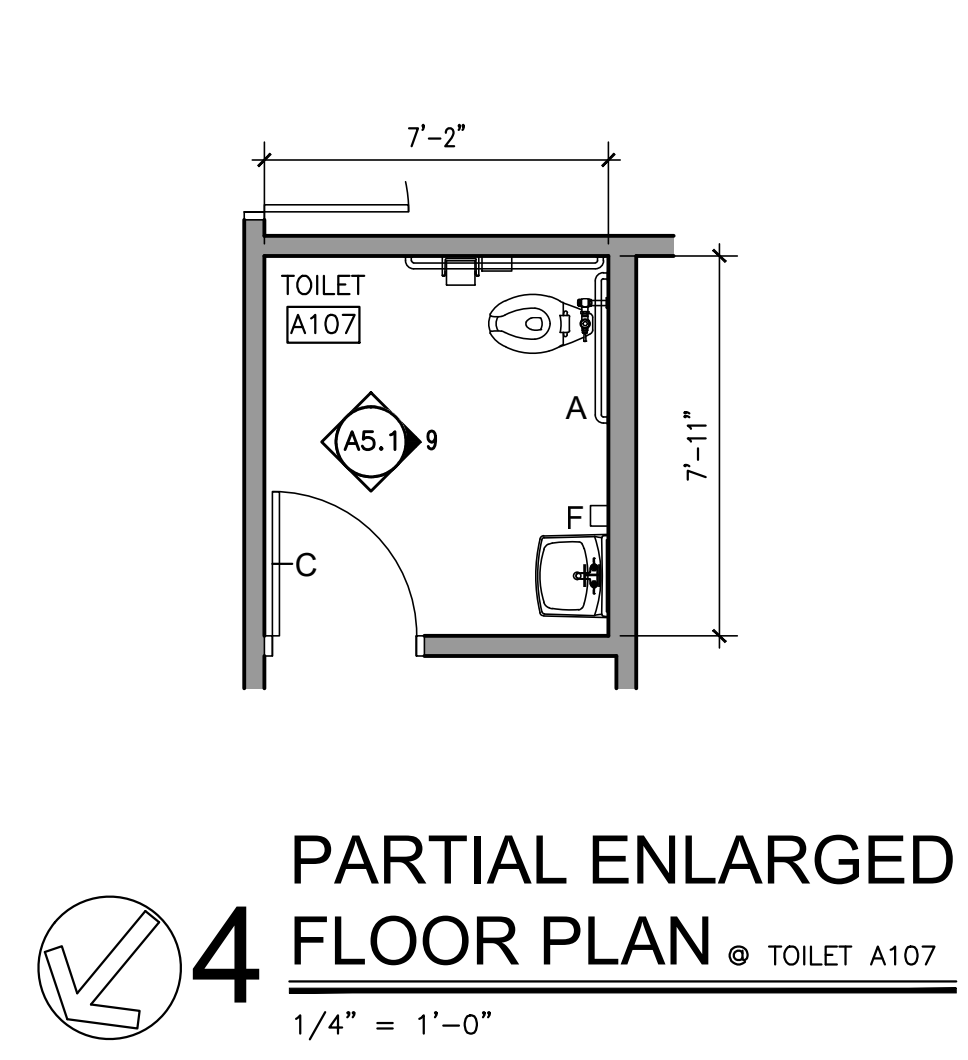 7'-2"
TOILET
A107
A
A5.1 9
7'-11"
F
C
PARTIAL ENLARGED
4 FLOOR PLAN @ TOILET A107
1/4" = 1'-0"